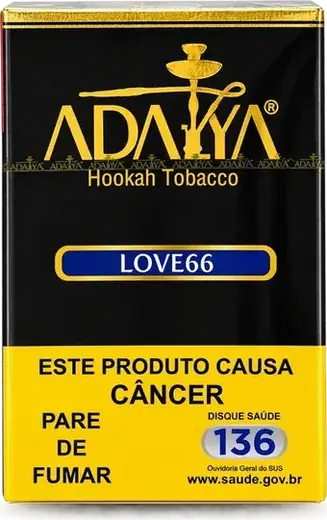 ADALYA®
Hookah Tobacco
LOVE66
ESTE PRODUTO CAUSA
CÂNCER
PARE
DE
FUMAR
DISQUE SAÚDE
136
Ouvidoria Geral do SUS
www.saude.gov.br